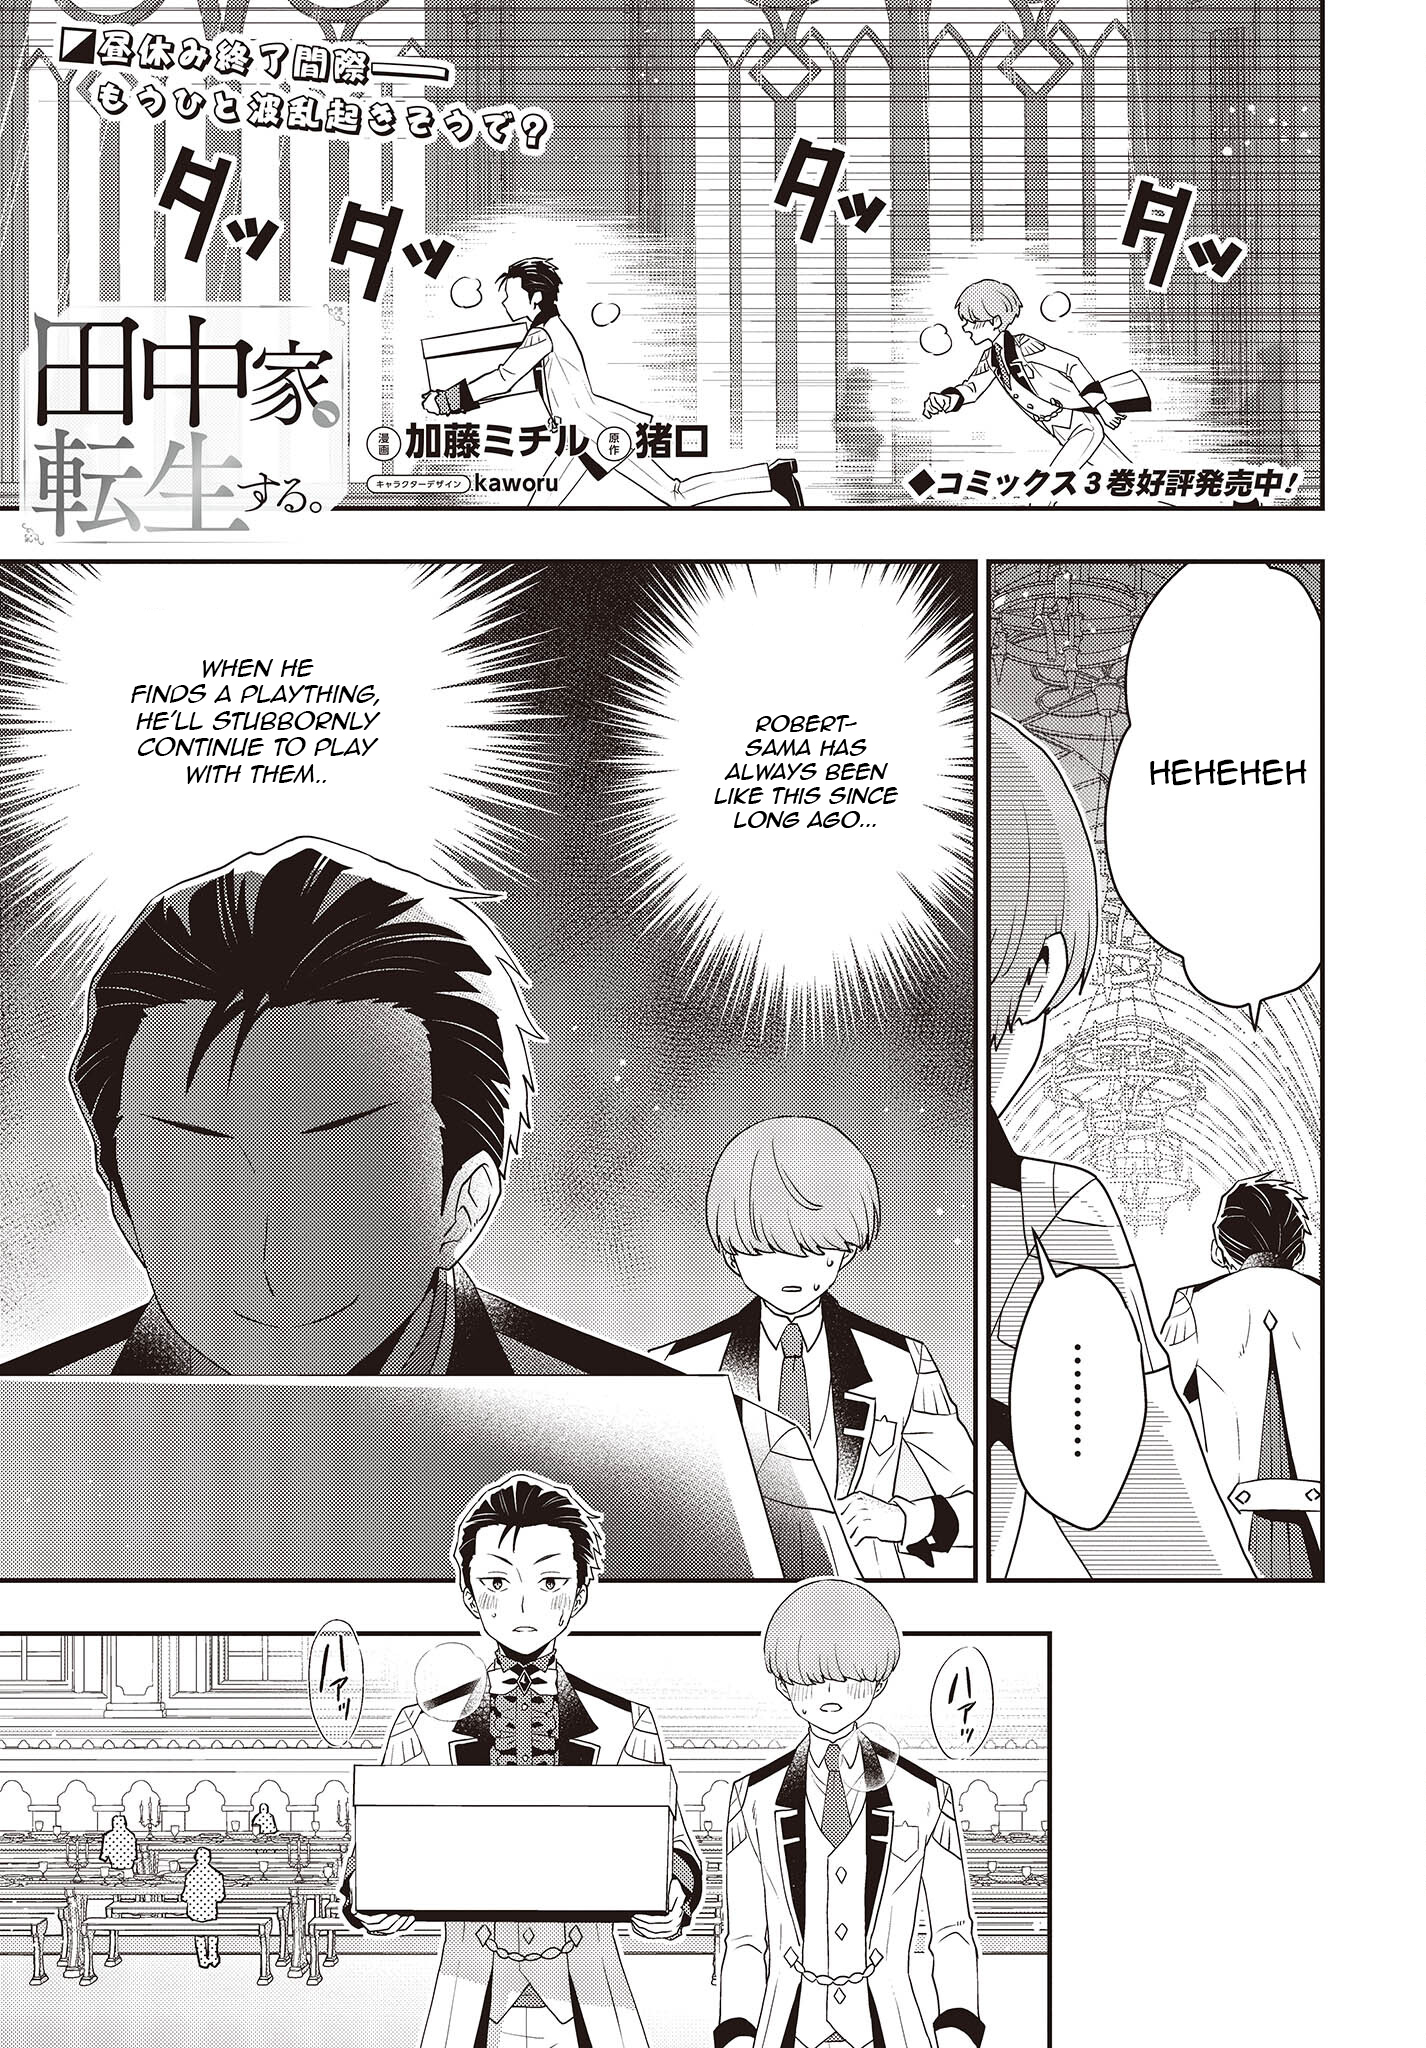 昼休み終了間際――
もうひと波乱起きそうで?
ダッ
ダッ
ダッ
ダッ
田中家、
転生する。
漫画 加藤ミチル 原作 猪口
キャラクターデザイン kaworu
◆コミックス3巻好評発売中!
HEHEHEH
………
ROBERT-
SAMA HAS
ALWAYS BEEN
LIKE THIS SINCE
LONG AGO...
WHEN HE
FINDS A PLAYTHING,
HE'LL STUBBORNLY
CONTINUE TO PLAY
WITH THEM..
ハァッ
ハァッ